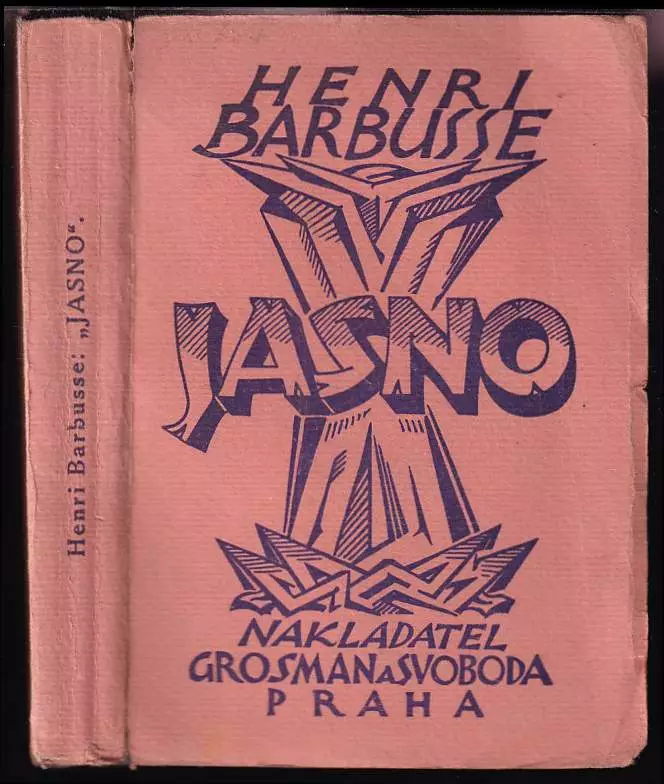 Henri Barbusse: „JASNO“.
HENRI
BARBUSSE
JASNO
NAKLADATEL
GROSMAN A SVOBODA
PRAHA